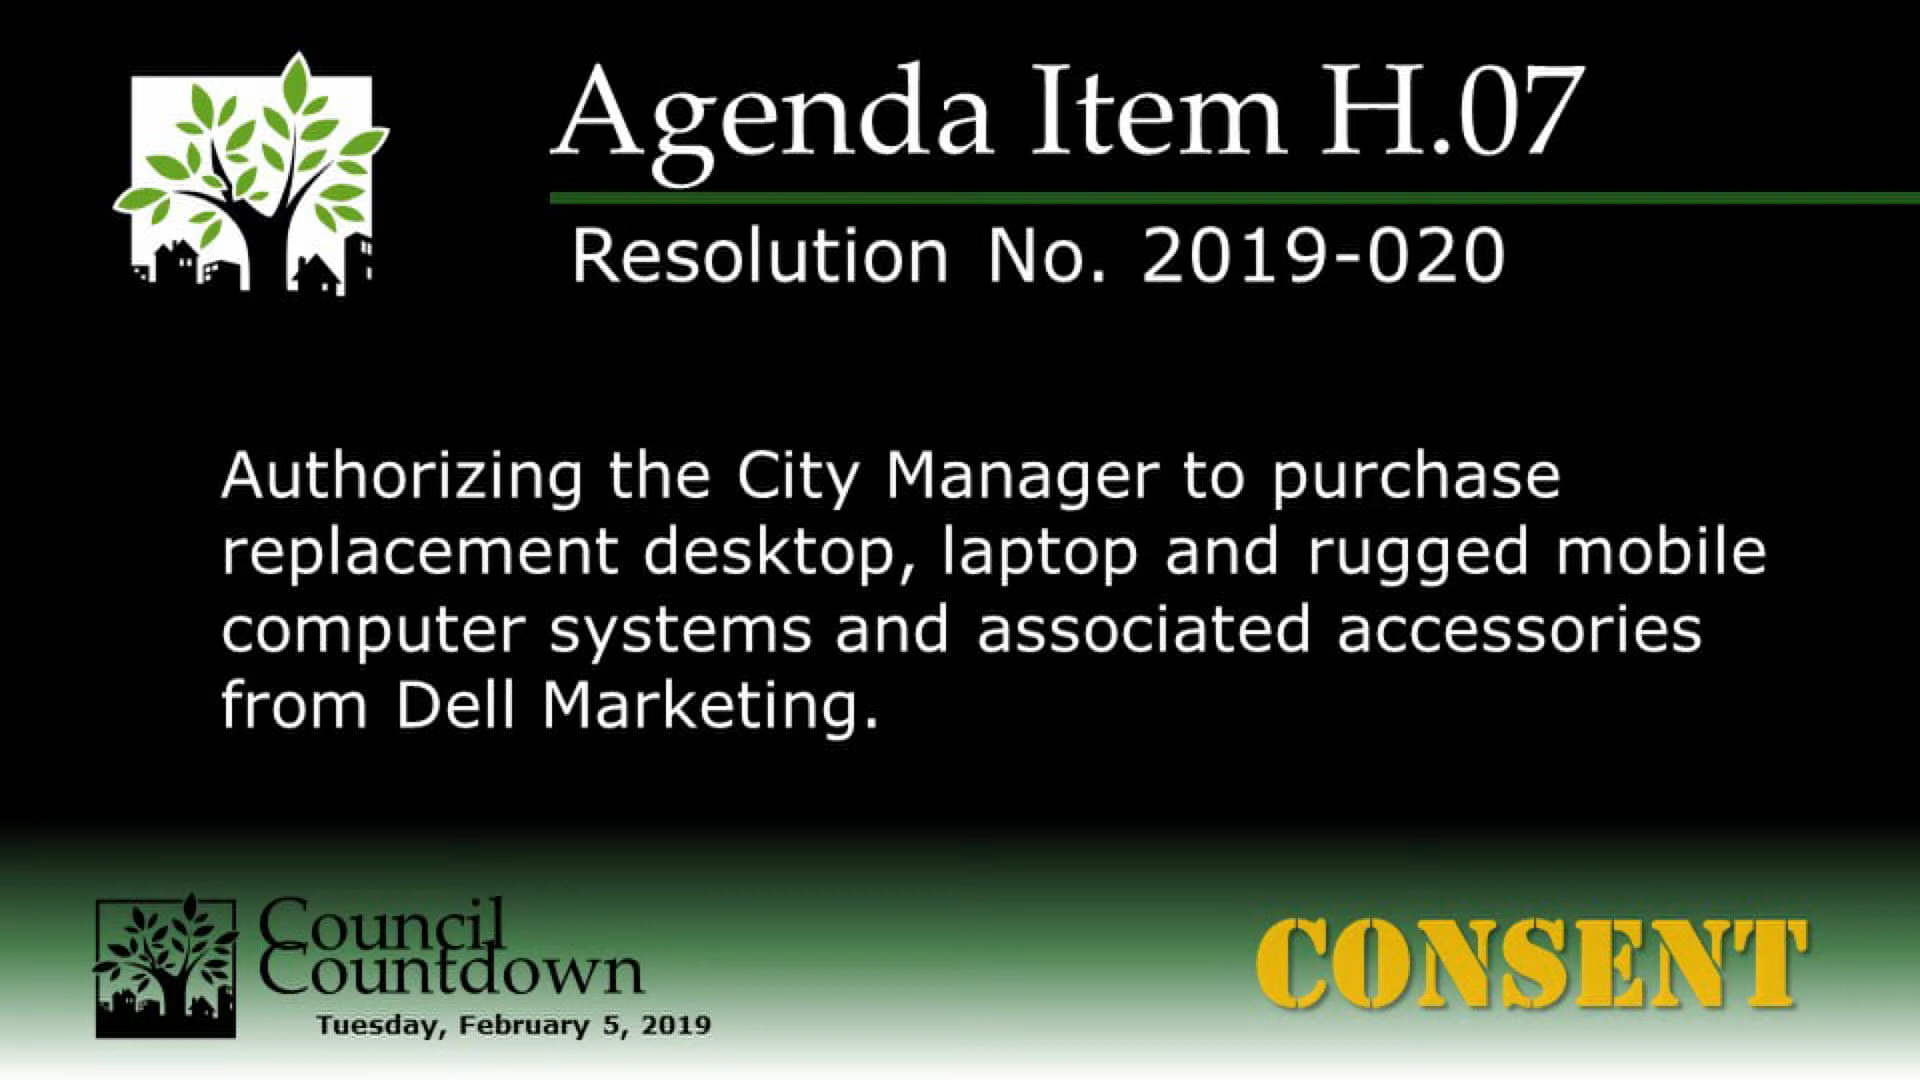 Agenda Item H.07
Resolution No. 2019-020
Authorizing the City Manager to purchase
replacement desktop, laptop and rugged mobile
computer systems and associated accessories
from Dell Marketing.
Council
Countdown
Tuesday, February 5, 2019
CONSENT